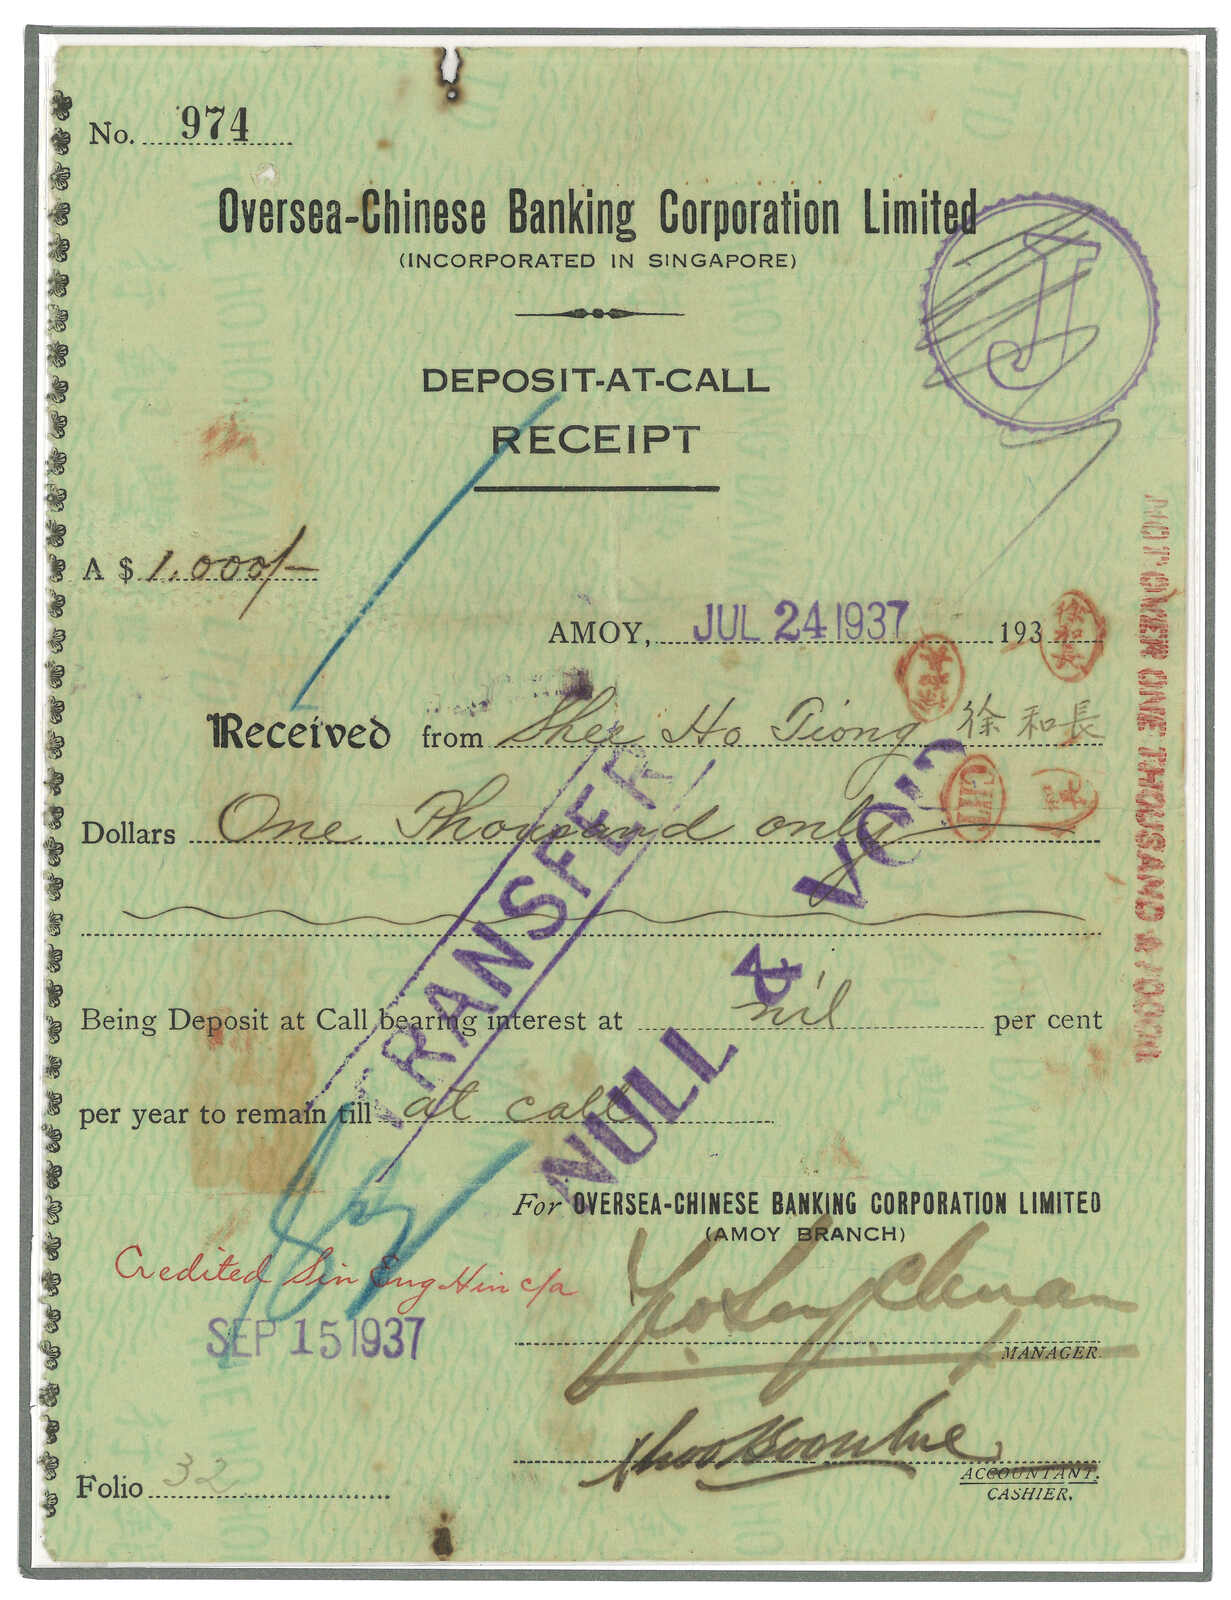 No. 974
Oversea-Chinese Banking Corporation Limited
(INCORPORATED IN SINGAPORE)
DEPOSIT-AT-CALL
RECEIPT
A $ 1,000/-
AMOY, JUL 24 1937 193
徐和長
Received from Sher Ho Tiong 徐和長
Dollars One Thousand only
NOT OVER ONE THOUSAND
TRANSFER
NULL & VOID
Being Deposit at Call bearing interest at nil per cent
per year to remain till at call
For OVERSEA-CHINESE BANKING CORPORATION LIMITED
(AMOY BRANCH)
Credited Sin Eng Hin c/a
SEP 15 1937
MANAGER.
ACCOUNTANT.
CASHIER.
Folio 32